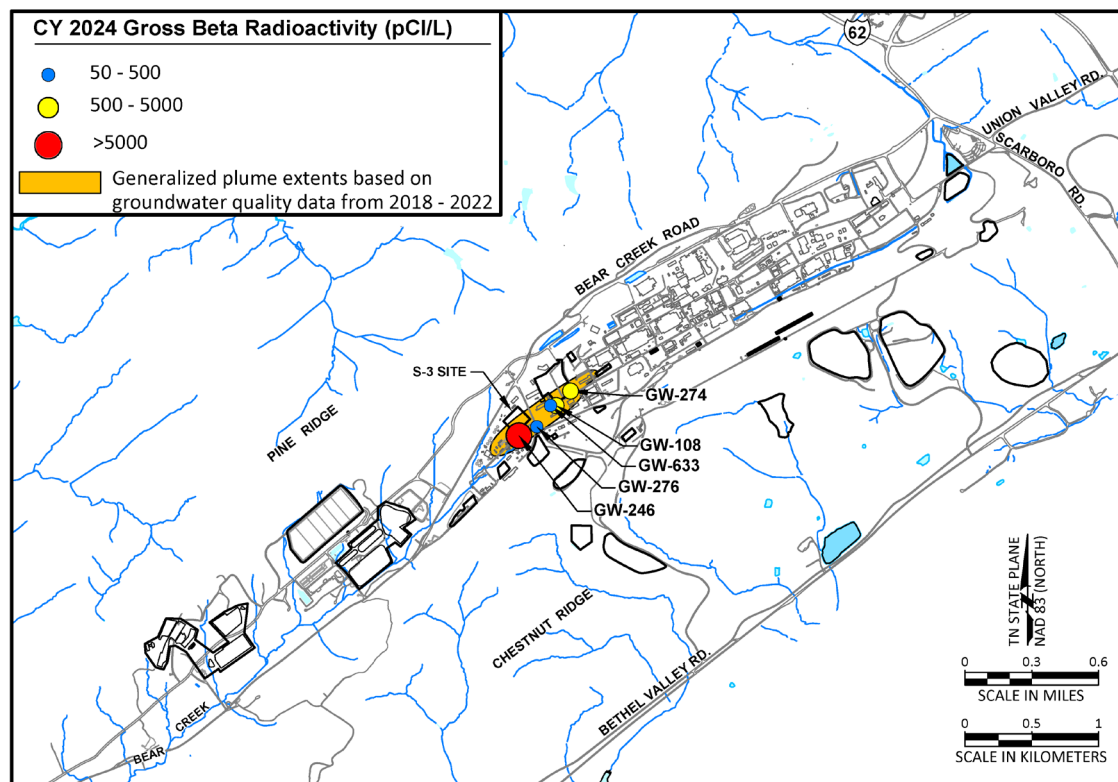 CY 2024 Gross Beta Radioactivity (pCI/L)
50 - 500
500 - 5000
>5000
Generalized plume extents based on
groundwater quality data from 2018 - 2022
62
UNION VALLEY RD.
SCARBORO RD.
BEAR CREEK ROAD
S-3 SITE
PINE RIDGE
GW-274
GW-108
GW-633
GW-276
GW-246
CHESTNUT RIDGE
BETHEL VALLEY RD.
BEAR CREEK
TN STATE PLANE
NAD 83 (NORTH)
0 0.3 0.6
SCALE IN MILES
0 0.5 1
SCALE IN KILOMETERS